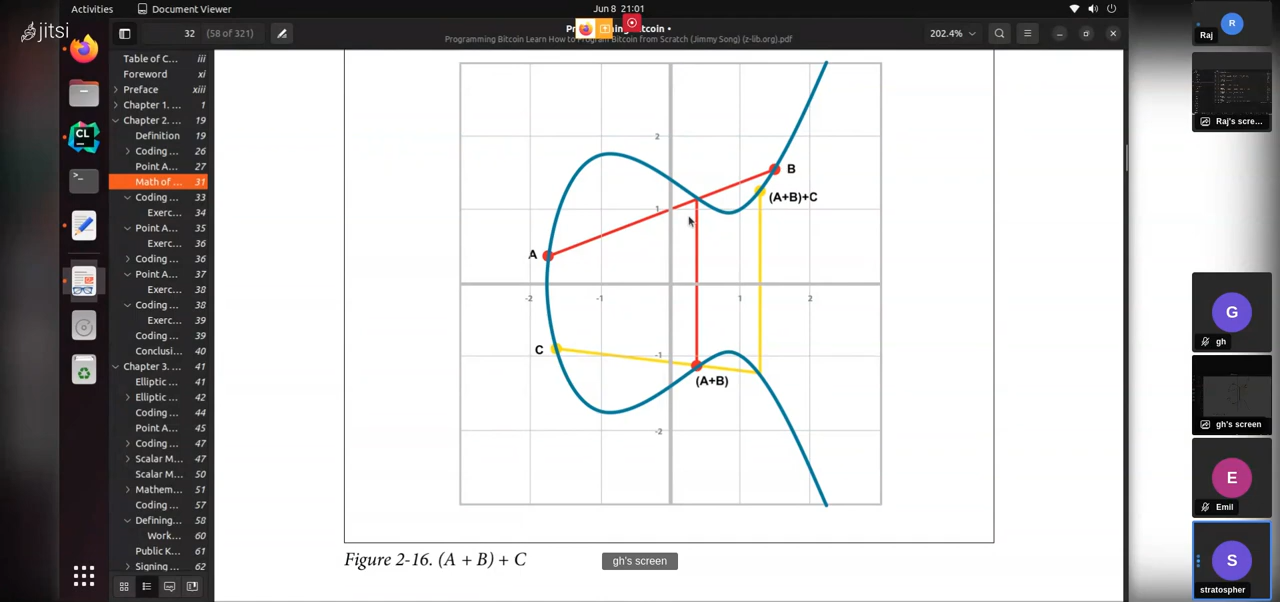 Activities
Document Viewer
Jun 8 21:01
jitsi
32
(58 of 321)
Programming Bitcoin Learn How to Program Bitcoin from Scratch (Jimmy Song) (z-lib.org).pdf
202.4%
Table of C... iii
Foreword xi
Preface xiii
Chapter 1. ... 1
Chapter 2. ... 19
Definition 19
Coding ... 26
Point A... 27
Math of ... 31
Coding ... 33
Exerc... 34
Point A... 35
Exerc... 36
Coding ... 36
Point A... 37
Exerc... 38
Coding ... 38
Exerc... 39
Coding ... 39
Conclusi... 40
Chapter 3. ... 41
Elliptic ... 41
Elliptic ... 42
Coding ... 44
Point A... 45
Coding ... 47
Scalar M... 47
Scalar M... 50
Mathem... 51
Coding ... 57
Defining... 58
Work... 60
Public K... 61
Signing ... 62
CL
2
1
-1
-2
-2
-1
1
2
A
B
C
(A+B)
(A+B)+C
Figure 2-16. (A + B) + C
gh's screen
R
Raj
Raj's scre...
G
gh
gh's screen
E
Emil
S
stratospher